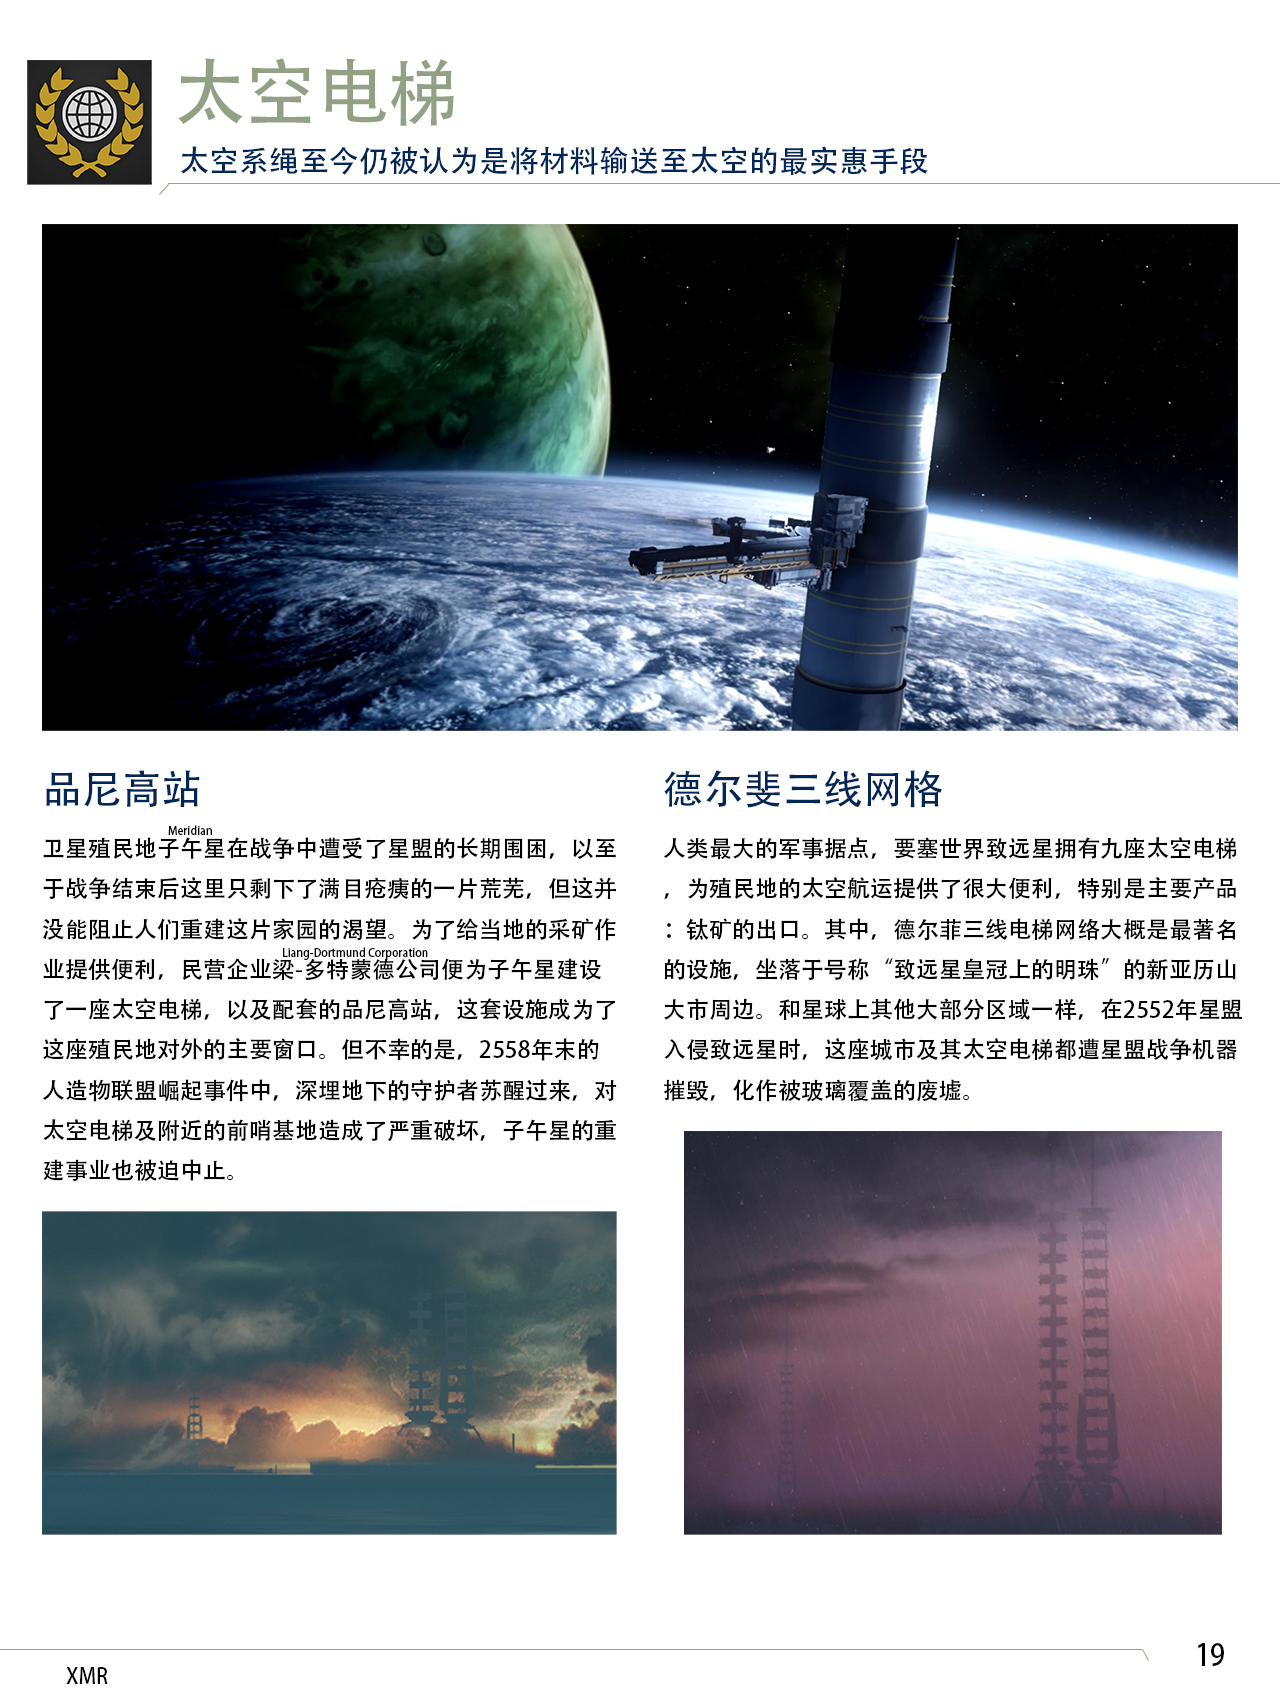 太空电梯
太空系绳至今仍被认为是将材料输送至太空的最实惠手段
品尼高站
Meridian
卫星殖民地子午星在战争中遭受了星盟的长期围困，以至
于战争结束后这里只剩下了满目疮痍的一片荒芜，但这并
没能阻止人们重建这片家园的渴望。为了给当地的采矿作
Liang-Dortmund Corporation
业提供便利，民营企业梁-多特蒙德公司便为子午星建设
了一座太空电梯，以及配套的品尼高站，这套设施成为了
这座殖民地对外的主要窗口。但不幸的是，2558年末的
人造物联盟崛起事件中，深埋地下的守护者苏醒过来，对
太空电梯及附近的前哨基地造成了严重破坏，子午星的重
建事业也被迫中止。
德尔斐三线网格
人类最大的军事据点，要塞世界致远星拥有九座太空电梯
，为殖民地的太空航运提供了很大便利，特别是主要产品
：钛矿的出口。其中，德尔菲三线电梯网络大概是最著名
的设施，坐落于号称“致远星皇冠上的明珠”的新亚历山
大市周边。和星球上其他大部分区域一样，在2552年星盟
入侵致远星时，这座城市及其太空电梯都遭星盟战争机器
摧毁，化作被玻璃覆盖的废墟。
19
XMR